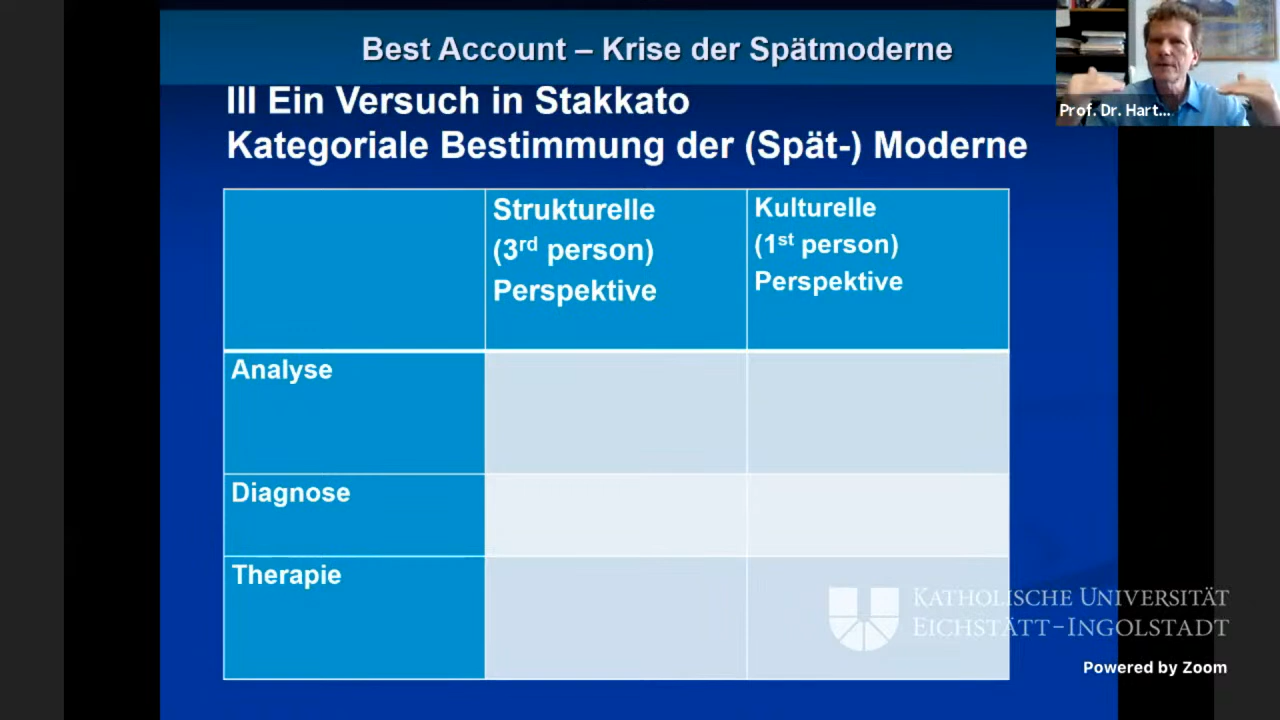 Best Account – Krise der Spätmoderne
Prof. Dr. Hart...
III Ein Versuch in Stakkato
Kategoriale Bestimmung der (Spät-) Moderne
Strukturelle
(3rd person)
Perspektive
Kulturelle
(1st person)
Perspektive
Analyse
Diagnose
Therapie
KATHOLISCHE UNIVERSITÄT
EICHSTÄTT-INGOLSTADT
Powered by Zoom